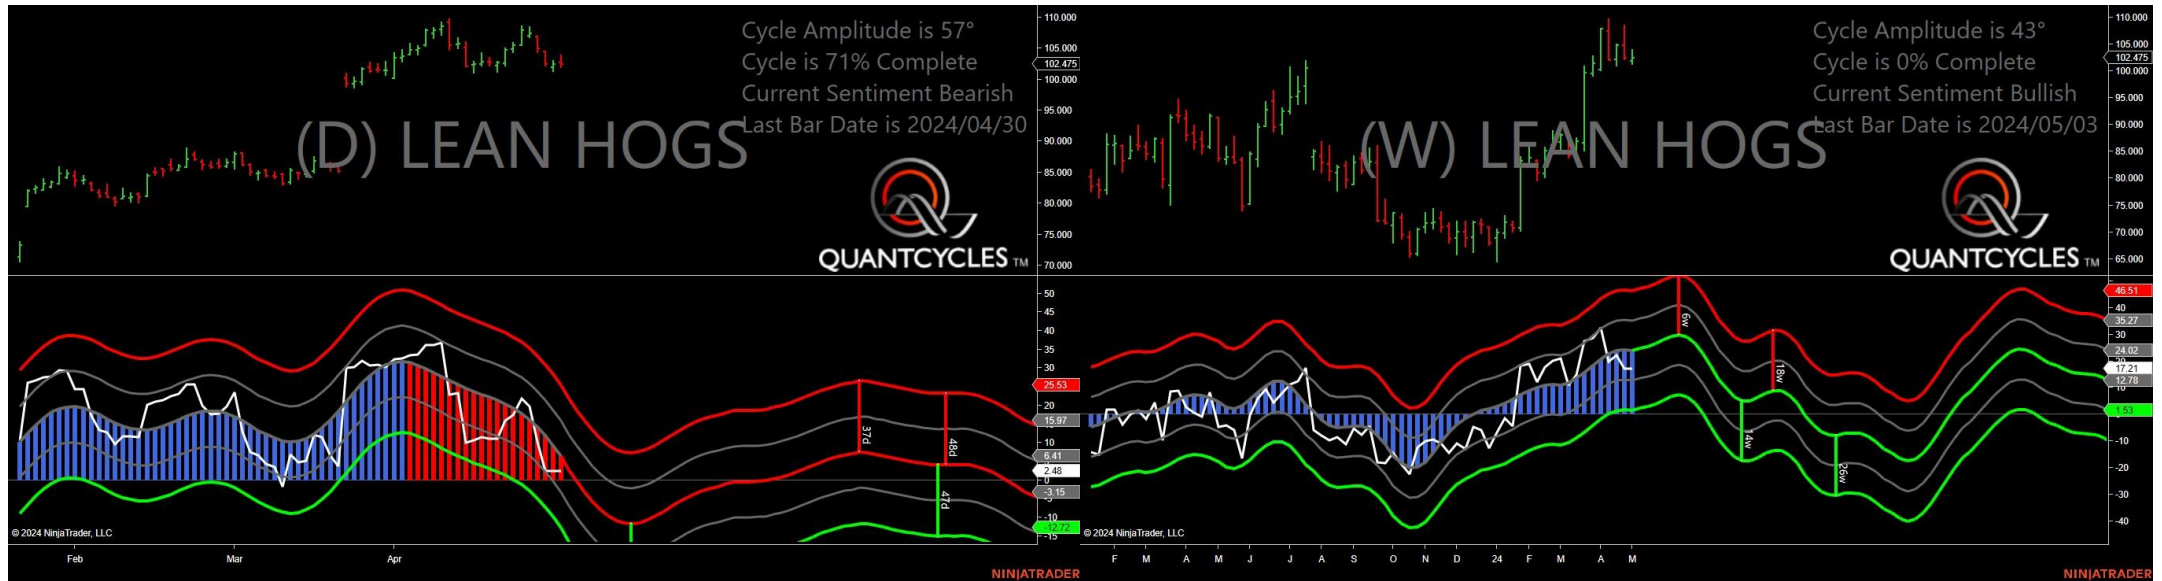 Cycle Amplitude is 57°
Cycle is 71% Complete
Current Sentiment Bearish
Last Bar Date is 2024/04/30
(D) LEAN HOGS
QUANTCYCLES TM
110.000
105.000
102.475
100.000
95.000
90.000
85.000
80.000
75.000
70.000
50
45
40
35
30
25.53
20
15.97
10
6.41
2.48
0
-3.15
-10
-12.72
-15
37d
48d
47d
© 2024 NinjaTrader, LLC
Feb Mar Apr
NINJATRADER
Cycle Amplitude is 43°
Cycle is 0% Complete
Current Sentiment Bullish
Last Bar Date is 2024/05/03
(W) LEAN HOGS
QUANTCYCLES TM
110.000
105.000
102.475
100.000
95.000
90.000
85.000
80.000
75.000
70.000
65.000
46.51
40
35.27
30
24.02
17.21
12.78
1.53
-10
-20
-30
-40
6w
18w
14w
26w
© 2024 NinjaTrader, LLC
F M A M J J A S O N D 24 F M A M
NINJATRADER